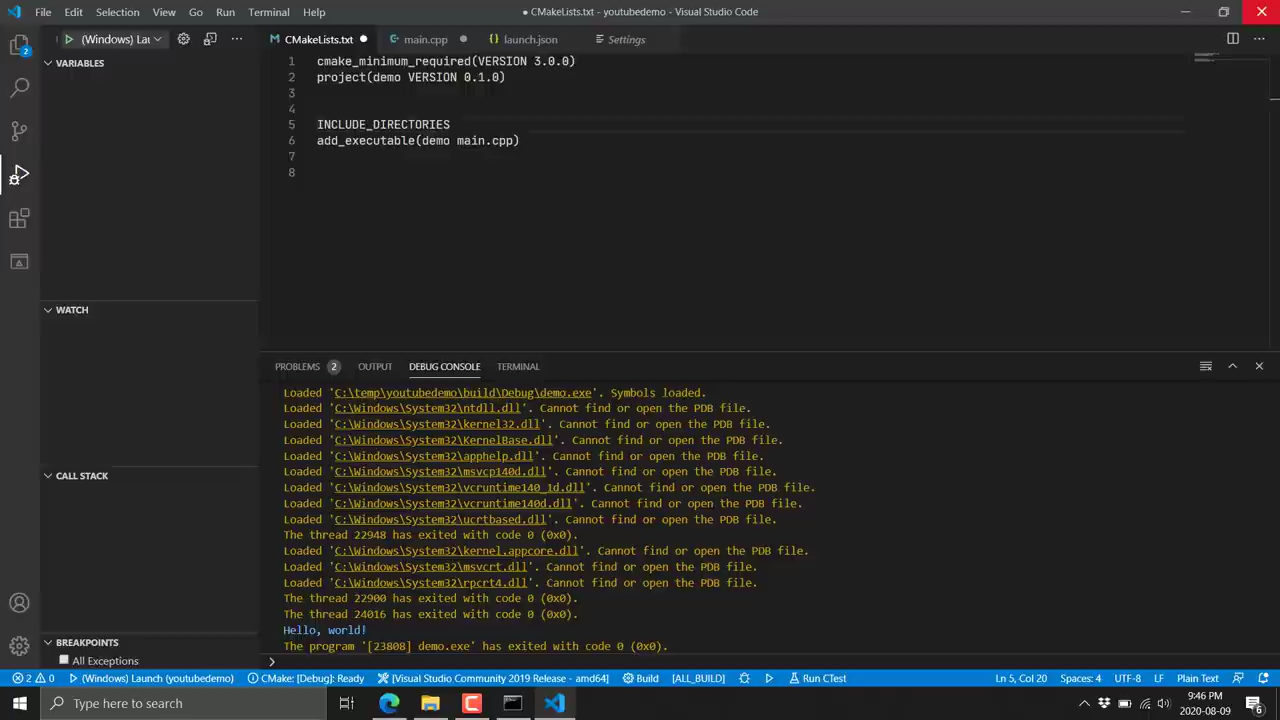 File Edit Selection View Go Run Terminal Help
● CMakeLists.txt - youtubedemo - Visual Studio Code
(Windows) Lau
CMakeLists.txt ●
main.cpp ●
launch.json
Settings
VARIABLES
1 cmake_minimum_required(VERSION 3.0.0)
2 project(demo VERSION 0.1.0)
3
4
5 INCLUDE_DIRECTORIES
6 add_executable(demo main.cpp)
7
8
2
WATCH
CALL STACK
BREAKPOINTS
All Exceptions
PROBLEMS 2 OUTPUT DEBUG CONSOLE TERMINAL
Loaded 'C:\temp\youtubedemo\build\Debug\demo.exe'. Symbols loaded.
Loaded 'C:\Windows\System32\ntdll.dll'. Cannot find or open the PDB file.
Loaded 'C:\Windows\System32\kernel32.dll'. Cannot find or open the PDB file.
Loaded 'C:\Windows\System32\KernelBase.dll'. Cannot find or open the PDB file.
Loaded 'C:\Windows\System32\apphelp.dll'. Cannot find or open the PDB file.
Loaded 'C:\Windows\System32\msvcp140d.dll'. Cannot find or open the PDB file.
Loaded 'C:\Windows\System32\vcruntime140_1d.dll'. Cannot find or open the PDB file.
Loaded 'C:\Windows\System32\vcruntime140d.dll'. Cannot find or open the PDB file.
Loaded 'C:\Windows\System32\ucrtbased.dll'. Cannot find or open the PDB file.
The thread 22948 has exited with code 0 (0x0).
Loaded 'C:\Windows\System32\kernel.appcore.dll'. Cannot find or open the PDB file.
Loaded 'C:\Windows\System32\msvcrt.dll'. Cannot find or open the PDB file.
Loaded 'C:\Windows\System32\rpcrt4.dll'. Cannot find or open the PDB file.
The thread 22900 has exited with code 0 (0x0).
The thread 24016 has exited with code 0 (0x0).
Hello, world!
The program '[23808] demo.exe' has exited with code 0 (0x0).
2 0 (Windows) Launch (youtubedemo) CMake: [Debug]: Ready [Visual Studio Community 2019 Release - amd64] Build [ALL_BUILD] Run CTest Ln 5, Col 20 Spaces: 4 UTF-8 LF Plain Text
Type here to search
9:46 PM
2020-08-09
6